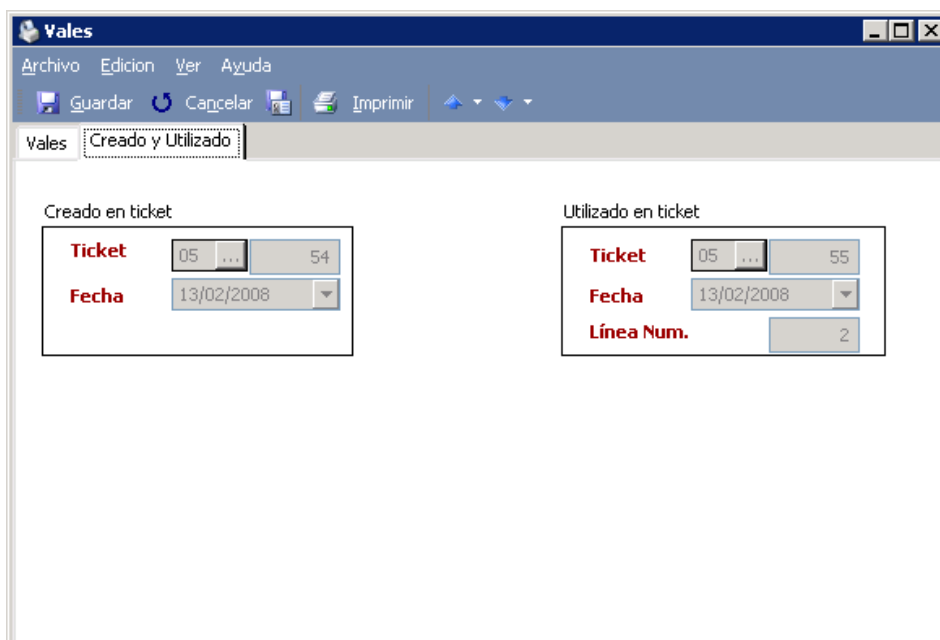 Vales
Archivo Edicion Ver Ayuda
Guardar Cancelar Imprimir
Vales Creado y Utilizado
Creado en ticket
Ticket 05 ... 54
Fecha 13/02/2008
Utilizado en ticket
Ticket 05 ... 55
Fecha 13/02/2008
Línea Num. 2